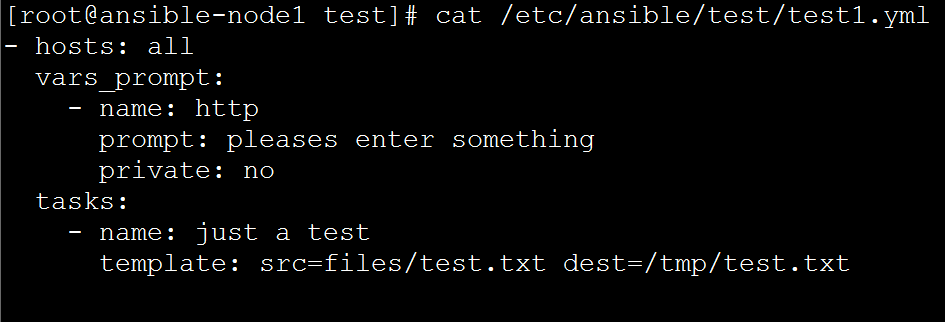 [root@ansible-node1 test]# cat /etc/ansible/test/test1.yml
- hosts: all
  vars_prompt:
    - name: http
      prompt: pleases enter something
      private: no
  tasks:
    - name: just a test
      template: src=files/test.txt dest=/tmp/test.txt